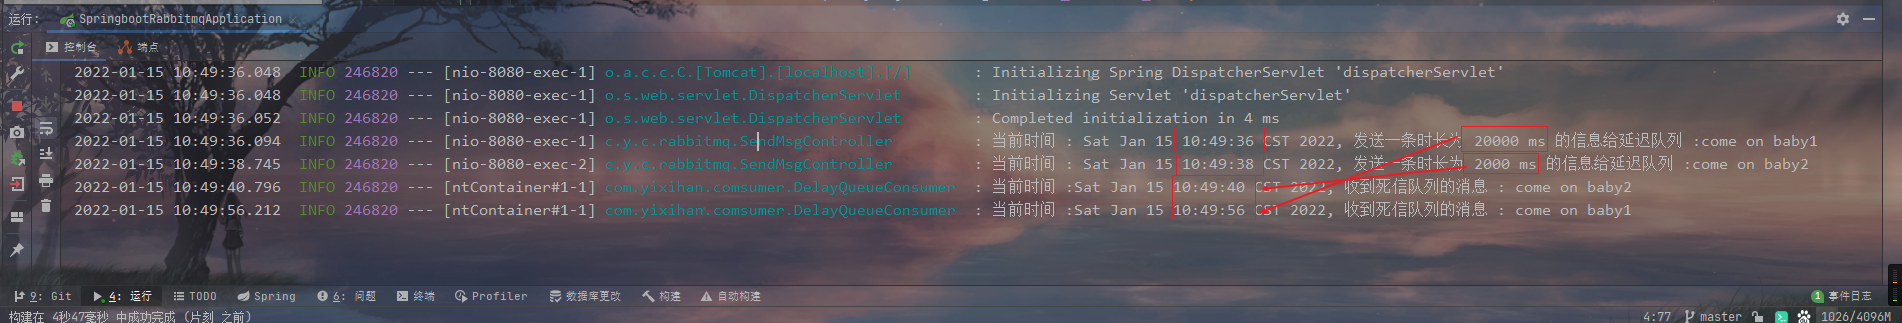 运行: SpringbootRabbitmqApplication
控制台 端点
2022-01-15 10:49:36.048 INFO 246820 --- [nio-8080-exec-1] o.a.c.c.C.[Tomcat].[localhost].[/] : Initializing Spring DispatcherServlet 'dispatcherServlet'
2022-01-15 10:49:36.048 INFO 246820 --- [nio-8080-exec-1] o.s.web.servlet.DispatcherServlet : Initializing Servlet 'dispatcherServlet'
2022-01-15 10:49:36.052 INFO 246820 --- [nio-8080-exec-1] o.s.web.servlet.DispatcherServlet : Completed initialization in 4 ms
2022-01-15 10:49:36.094 INFO 246820 --- [nio-8080-exec-1] c.y.c.rabbitmq.SendMsgController : 当前时间 : Sat Jan 15 10:49:36 CST 2022, 发送一条时长为 20000 ms 的信息给延迟队列 :come on baby1
2022-01-15 10:49:38.745 INFO 246820 --- [nio-8080-exec-2] c.y.c.rabbitmq.SendMsgController : 当前时间 : Sat Jan 15 10:49:38 CST 2022, 发送一条时长为 2000 ms 的信息给延迟队列 :come on baby2
2022-01-15 10:49:40.796 INFO 246820 --- [ntContainer#1-1] com.yixihan.comsumer.DelayQueueConsumer : 当前时间 :Sat Jan 15 10:49:40 CST 2022, 收到死信队列的消息 : come on baby2
2022-01-15 10:49:56.212 INFO 246820 --- [ntContainer#1-1] com.yixihan.comsumer.DelayQueueConsumer : 当前时间 :Sat Jan 15 10:49:56 CST 2022, 收到死信队列的消息 : come on baby1
9: Git 4: 运行 TODO Spring 6: 问题 终端 Profiler 数据库更改 构建 自动构建 1 事件日志
构建在 4秒47毫秒 中成功完成 (片刻 之前) 4:77 master 1026/4096M